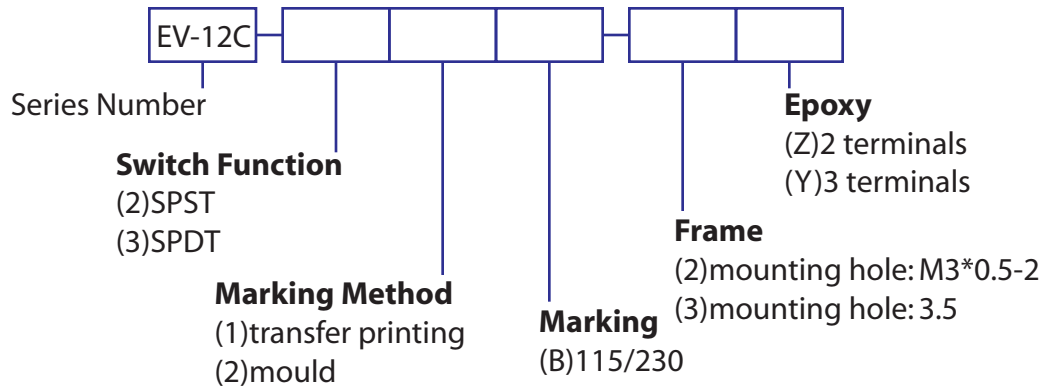 EV-12C
Series Number
Switch Function
(2)SPST
(3)SPDT
Marking Method
(1)transfer printing
(2)mould
Marking
(B)115/230
Frame
(2)mounting hole: M3*0.5-2
(3)mounting hole: 3.5
Epoxy
(Z)2 terminals
(Y)3 terminals